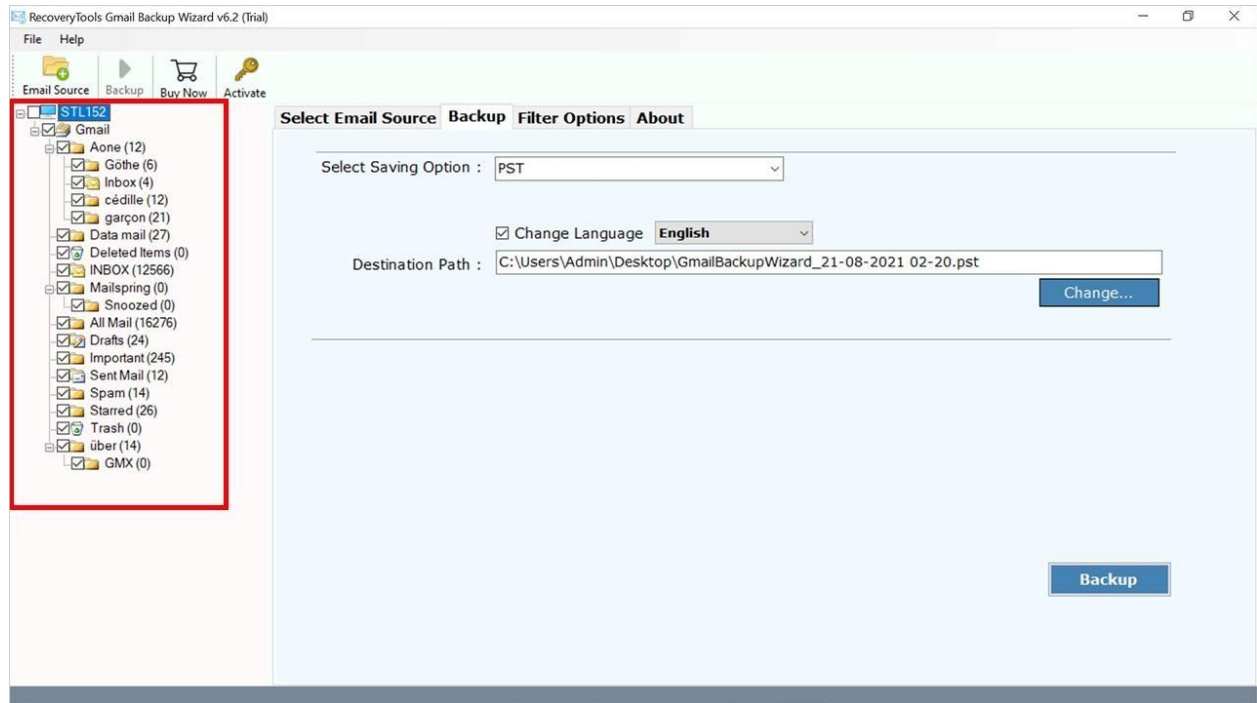 RecoveryTools Gmail Backup Wizard v6.2 (Trial)
File Help
Email Source Backup Buy Now Activate
STL152
Gmail
Aone (12)
Göthe (6)
Inbox (4)
cédille (12)
garçon (21)
Data mail (27)
Deleted Items (0)
INBOX (12566)
Mailspring (0)
Snoozed (0)
All Mail (16276)
Drafts (24)
Important (245)
Sent Mail (12)
Spam (14)
Starred (26)
Trash (0)
über (14)
GMX (0)
Select Email Source Backup Filter Options About
Select Saving Option : PST
Change Language English
Destination Path : C:\Users\Admin\Desktop\GmailBackupWizard_21-08-2021 02-20.pst
Change...
Backup